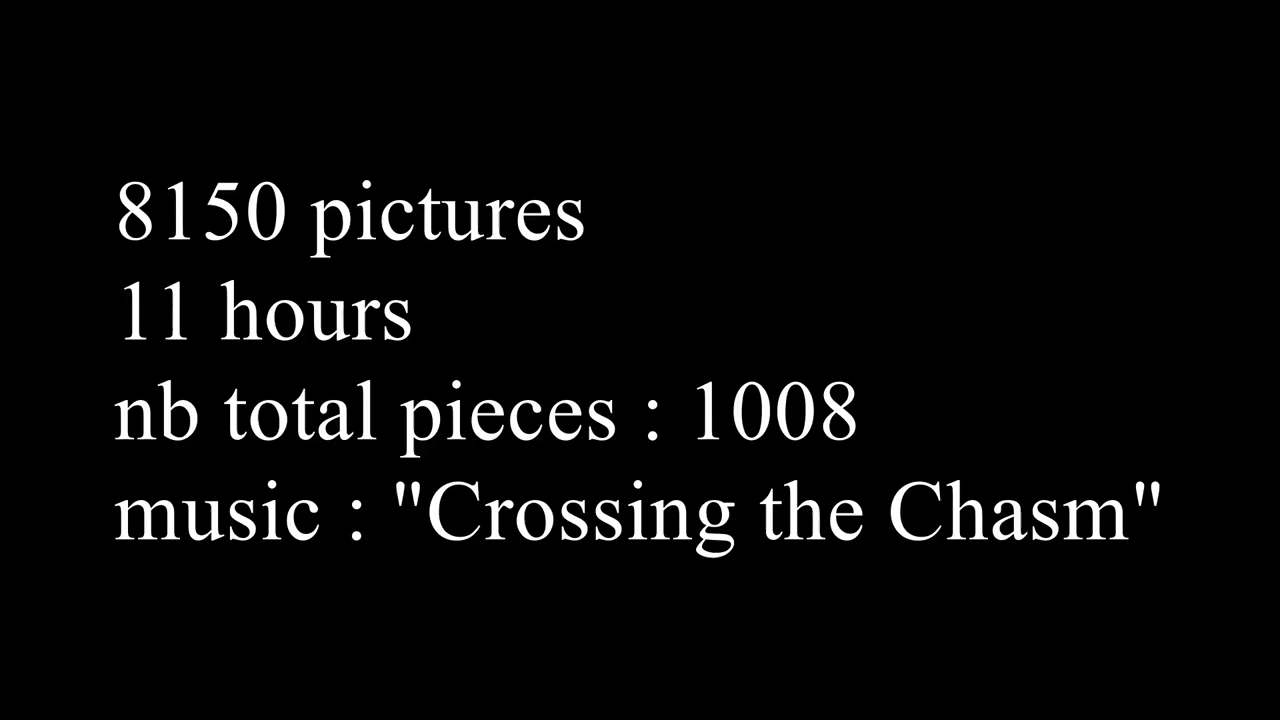 8150 pictures
11 hours
nb total pieces : 1008
music : "Crossing the Chasm"